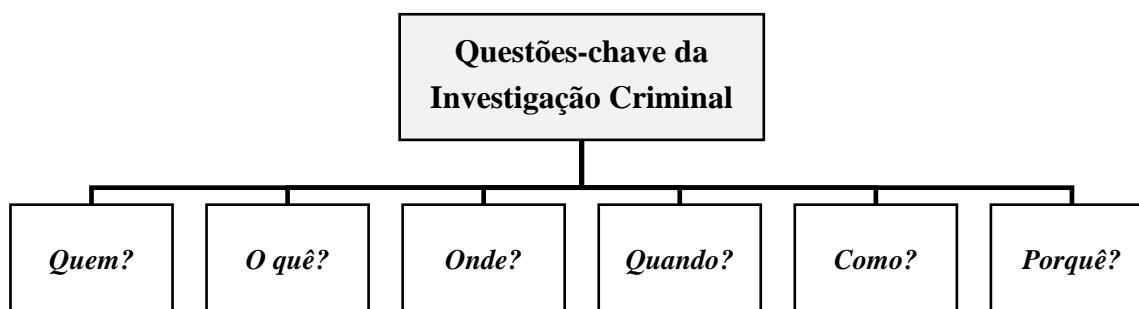 Questões-chave da
Investigação Criminal
Quem?
O quê?
Onde?
Quando?
Como?
Porquê?